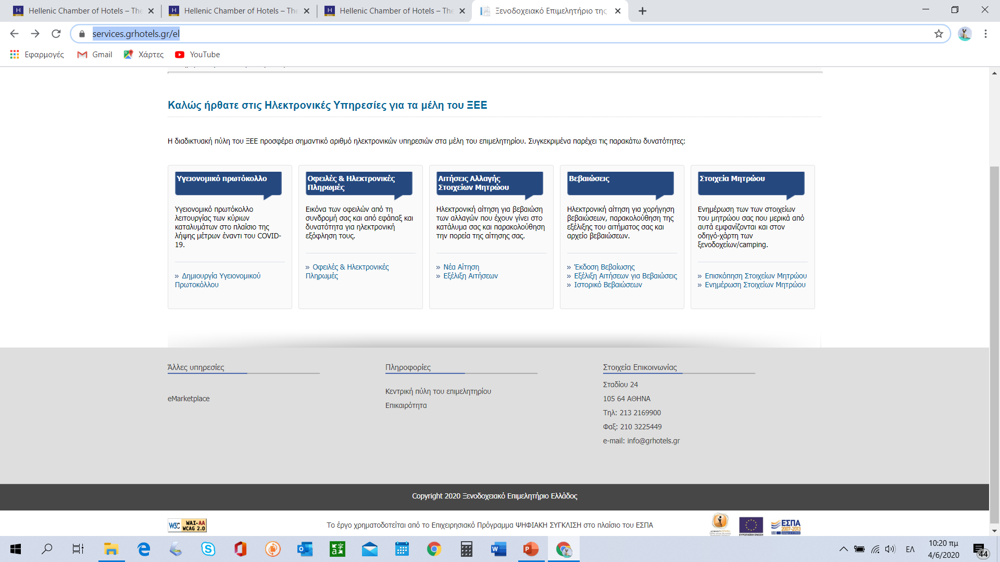 Hellenic Chamber of Hotels – The
Hellenic Chamber of Hotels – The
Hellenic Chamber of Hotels – The
Ξενοδοχειακό Επιμελητήριο της
services.grhotels.gr/el
Εφαρμογές
Gmail
Χάρτες
YouTube
Καλώς ήρθατε στις Ηλεκτρονικές Υπηρεσίες για τα μέλη του ΞΕΕ
Η διαδικτυακή πύλη του ΞΕΕ προσφέρει σημαντικό αριθμό ηλεκτρονικών υπηρεσιών στα μέλη του επιμελητηρίου. Συγκεκριμένα παρέχει τις παρακάτω δυνατότητες:
Υγειονομικό πρωτόκολλο
Υγειονομικό πρωτόκολλο
λειτουργίας των κύριων
καταλυμάτων στο πλαίσιο της
λήψης μέτρων έναντι του COVID-
19.
» Δημιουργία Υγειονομικού
Πρωτοκόλλου
Οφειλές & Ηλεκτρονικές
Πληρωμές
Εικόνα των οφειλών από τη
συνδρομή σας και από εφάπαξ και
δυνατότητα για ηλεκτρονική
εξόφληση τους.
» Οφειλές & Ηλεκτρονικές
Πληρωμές
Αιτήσεις Αλλαγής
Στοιχείων Μητρώου
Ηλεκτρονική αίτηση για βεβαιώση
των αλλαγών που έχουν γίνει στο
κατάλυμα σας και παρακολούθηση
την πορεία της αίτησης σας.
» Νέα Αίτηση
» Εξέλιξη Αιτήσεων
Βεβαιώσεις
Ηλεκτρονική αίτηση για χορήγηση
βεβαιώσεων, παρακολούθηση της
εξέλιξης του αιτήματος σας και
αρχείο βεβαιώσεων.
» Έκδοση Βεβαίωσης
» Εξέλιξη Αιτήσεων για Βεβαιώσεις
» Ιστορικό Βεβαιώσεων
Στοιχεία Μητρώου
Ενημέρωση των των στοιχείων
του μητρώου σας που μερικά από
αυτά εμφανίζονται και στον
οδηγό-χάρτη των
ξενοδοχείων/camping.
» Επισκόπηση Στοιχείων Μητρώου
» Ενημέρωση Στοιχείων Μητρώου
Άλλες υπηρεσίες
eMarketplace
Πληροφορίες
Κεντρική πύλη του επιμελητηρίου
Επικαιρότητα
Στοιχεία Επικοινωνίας
Σταδίου 24
105 64 ΑΘΗΝΑ
Τηλ: 213 2169900
Φαξ: 210 3225449
e-mail: info@grhotels.gr
Copyright 2020 Ξενοδοχειακό Επιμελητήριο Ελλάδος
W3C WAI-AA
WCAG 2.0
Το έργο χρηματοδοτείται από το Επιχειρησιακό Πρόγραμμα ΨΗΦΙΑΚΗ ΣΥΓΚΛΙΣΗ στο πλαίσιο του ΕΣΠΑ
ΕΥΡΩΠΑΪΚΗ ΕΝΩΣΗ
ΕΣΠΑ
2007-2013
ΕΛ
10:20 πμ
4/6/2020
44